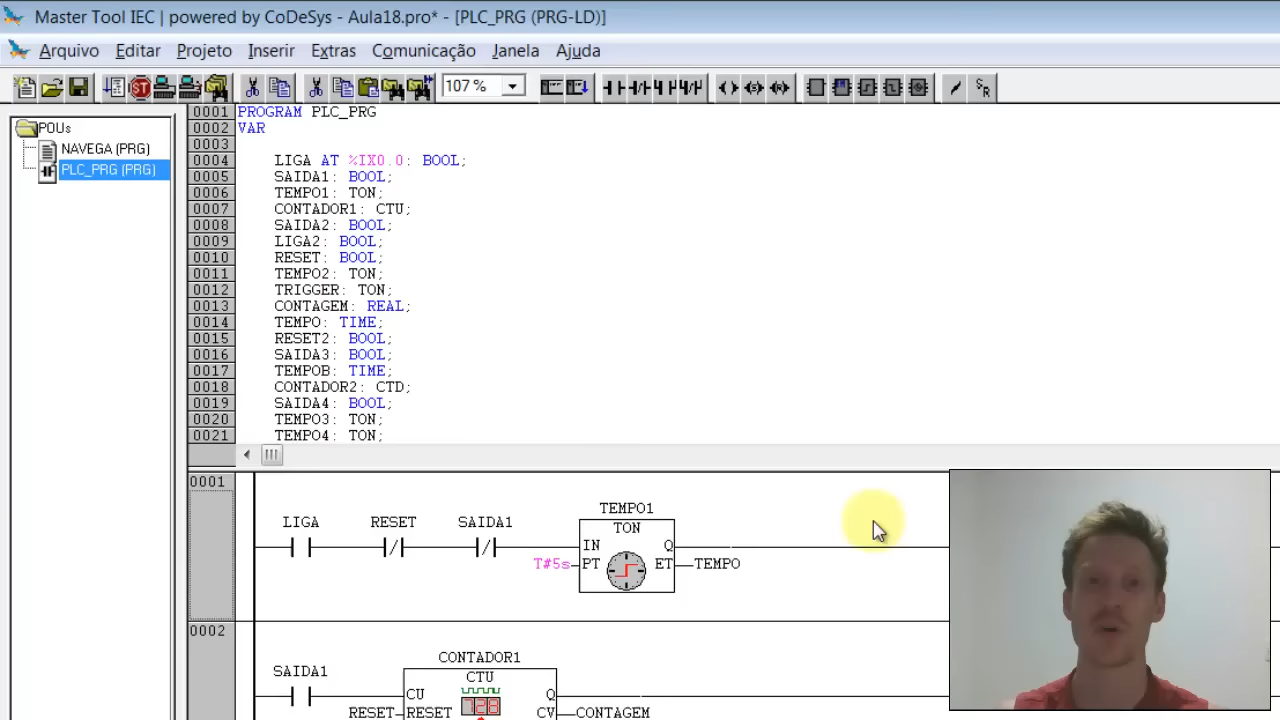 Master Tool IEC | powered by CoDeSys - Aula18.pro* - [PLC_PRG (PRG-LD)]
Arquivo Editar Projeto Inserir Extras Comunicação Janela Ajuda
ST 107 % S R
POUs
NAVEGA (PRG)
PLC_PRG (PRG)
0001 PROGRAM PLC_PRG
0002 VAR
0003
0004 LIGA AT %IX0.0: BOOL;
0005 SAIDA1: BOOL;
0006 TEMPO1: TON;
0007 CONTADOR1: CTU;
0008 SAIDA2: BOOL;
0009 LIGA2: BOOL;
0010 RESET: BOOL;
0011 TEMPO2: TON;
0012 TRIGGER: TON;
0013 CONTAGEM: REAL;
0014 TEMPO: TIME;
0015 RESET2: BOOL;
0016 SAIDA3: BOOL;
0017 TEMPOB: TIME;
0018 CONTADOR2: CTD;
0019 SAIDA4: BOOL;
0020 TEMPO3: TON;
0021 TEMPO4: TON;
0001
TEMPO1
LIGA RESET SAIDA1 TON
IN Q
T#5s PT ET TEMPO
0002
CONTADOR1
SAIDA1 CTU
CU Q
RESET RESET CV CONTAGEM